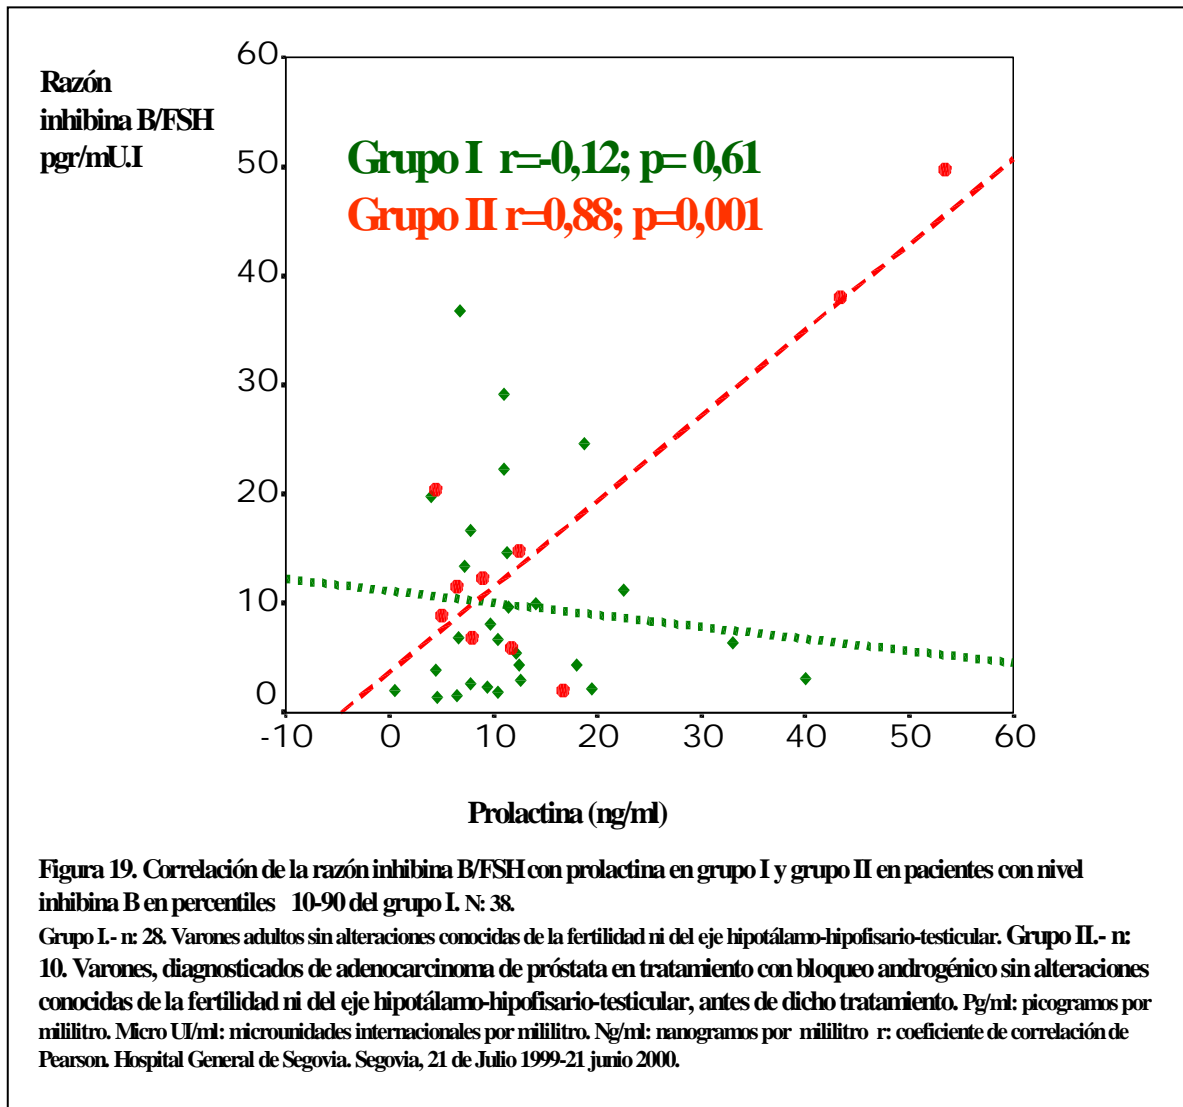 Razón
inhibina B/FSH
pgr/mU.I
60
50
40
30
20
10
0
Grupo I r=-0,12; p= 0,61
Grupo II r=0,88; p=0,001
-10 0 10 20 30 40 50 60
Prolactina (ng/ml)
Figura 19. Correlación de la razón inhibina B/FSH con prolactina en grupo I y grupo II en pacientes con nivel
inhibina B en percentiles 10-90 del grupo I. N: 38.
Grupo I.- n: 28. Varones adultos sin alteraciones conocidas de la fertilidad ni del eje hipotálamo-hipofisario-testicular. Grupo II.- n:
10. Varones, diagnosticados de adenocarcinoma de próstata en tratamiento con bloqueo androgénico sin alteraciones
conocidas de la fertilidad ni del eje hipotálamo-hipofisario-testicular, antes de dicho tratamiento. Pg/ml: picogramos por
mililitro. Micro UI/ml: microunidades internacionales por mililitro. Ng/ml: nanogramos por mililitro r: coeficiente de correlación de
Pearson. Hospital General de Segovia. Segovia, 21 de Julio 1999-21 junio 2000.